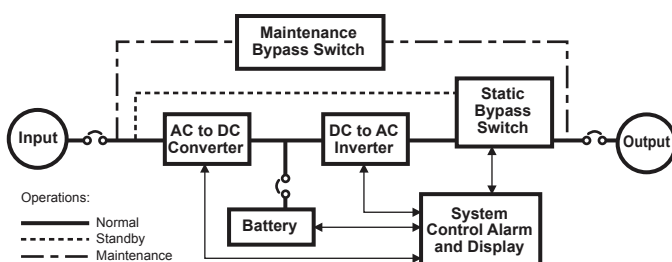 Maintenance
Bypass Switch
Static
Bypass
Switch
Input
AC to DC
Converter
DC to AC
Inverter
Output
Operations:
Normal
Standby
Maintenance
Battery
System
Control Alarm
and Display